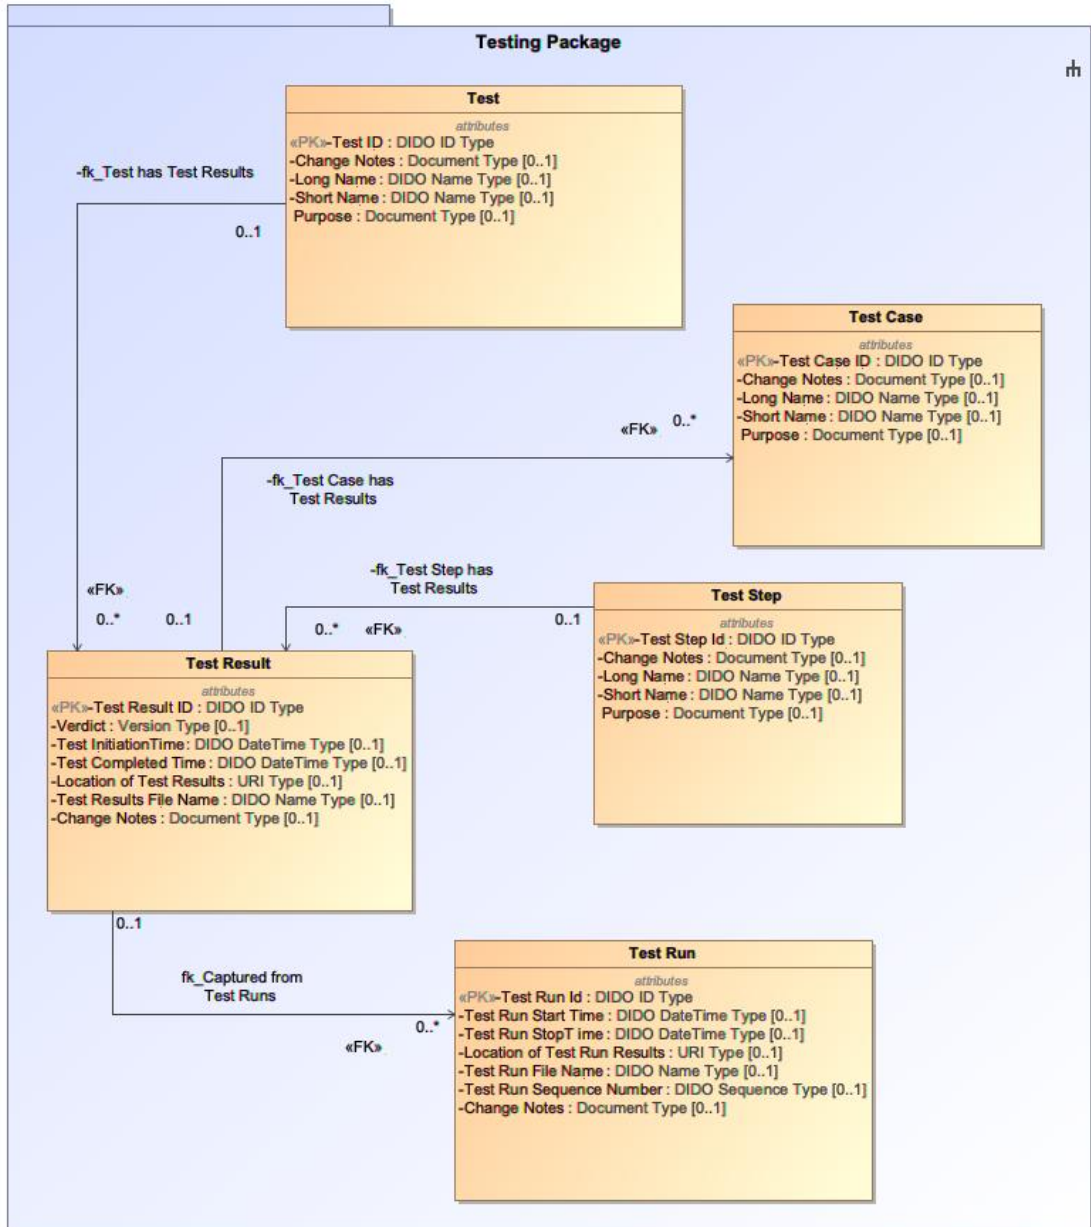 Testing Package
Test
attributes
«PK»-Test ID : DIDO ID Type
-Change Notes : Document Type [0..1]
-Long Name : DIDO Name Type [0..1]
-Short Name : DIDO Name Type [0..1]
Purpose : Document Type [0..1]
-fk_Test has Test Results
0..1
Test Case
attributes
«PK»-Test Case ID : DIDO ID Type
-Change Notes : Document Type [0..1]
-Long Name : DIDO Name Type [0..1]
-Short Name : DIDO Name Type [0..1]
Purpose : Document Type [0..1]
«FK»
0..*
-fk_Test Case has
Test Results
-fk_Test Step has
Test Results
«FK»
0..*
0..1
0..*
«FK»
0..1
Test Step
attributes
«PK»-Test Step Id : DIDO ID Type
-Change Notes : Document Type [0..1]
-Long Name : DIDO Name Type [0..1]
-Short Name : DIDO Name Type [0..1]
Purpose : Document Type [0..1]
Test Result
attributes
«PK»-Test Result ID : DIDO ID Type
-Verdict : Version Type [0..1]
-Test InitiationTime : DIDO DateTime Type [0..1]
-Test Completed Time : DIDO DateTime Type [0..1]
-Location of Test Results : URI Type [0..1]
-Test Results File Name : DIDO Name Type [0..1]
-Change Notes : Document Type [0..1]
0..1
fk_Captured from
Test Runs
0..*
«FK»
Test Run
attributes
«PK»-Test Run Id : DIDO ID Type
-Test Run Start Time : DIDO DateTime Type [0..1]
-Test Run StopT ime : DIDO DateTime Type [0..1]
-Location of Test Run Results : URI Type [0..1]
-Test Run File Name : DIDO Name Type [0..1]
-Test Run Sequence Number : DIDO Sequence Type [0..1]
-Change Notes : Document Type [0..1]